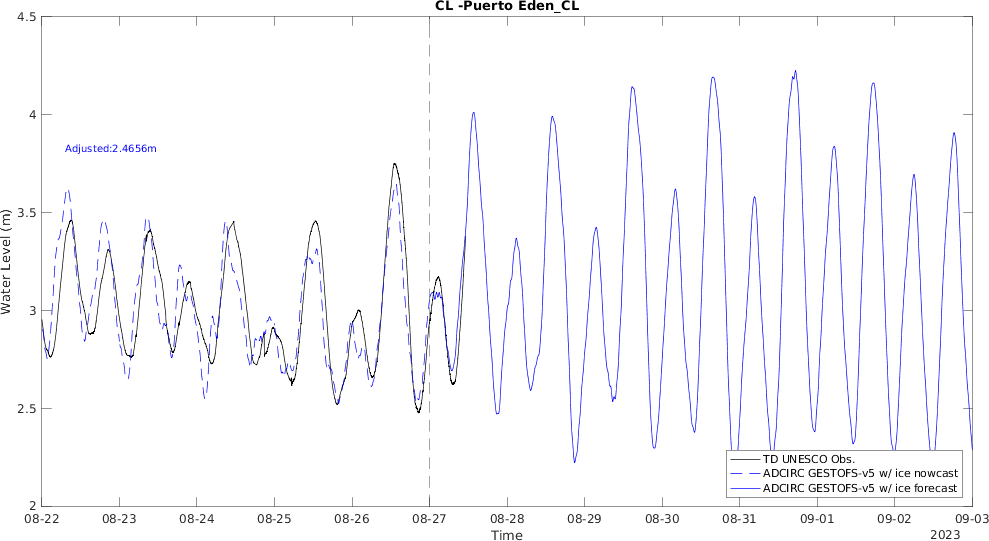 CL -Puerto Eden_CL
4.5
4
3.5
3
2.5
2
Water Level (m)
Adjusted:2.4656m
TD UNESCO Obs.
ADCIRC GESTOFS-v5 w/ ice nowcast
ADCIRC GESTOFS-v5 w/ ice forecast
08-22 08-23 08-24 08-25 08-26 08-27 08-28 08-29 08-30 08-31 09-01 09-02 09-03
Time
2023